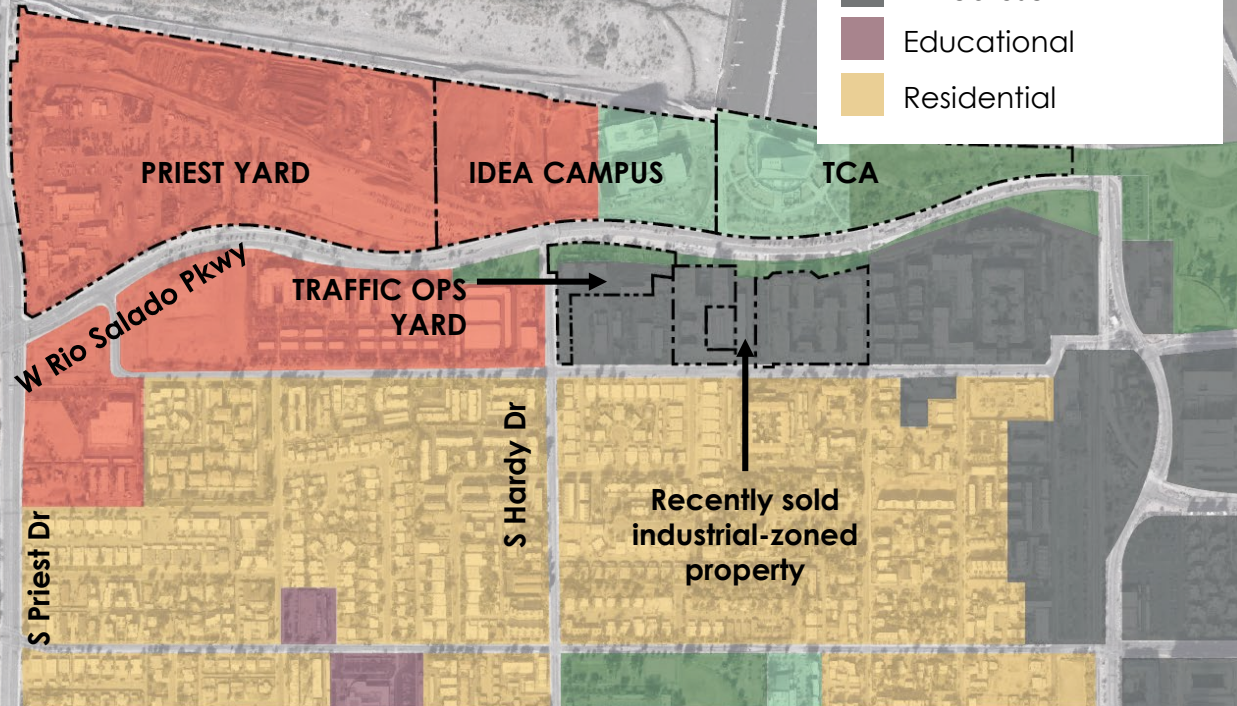 Educational
Residential
PRIEST YARD
IDEA CAMPUS
TCA
W Rio Salado Pkwy
TRAFFIC OPS
YARD
S Hardy Dr
Recently sold
industrial-zoned
property
S Priest Dr